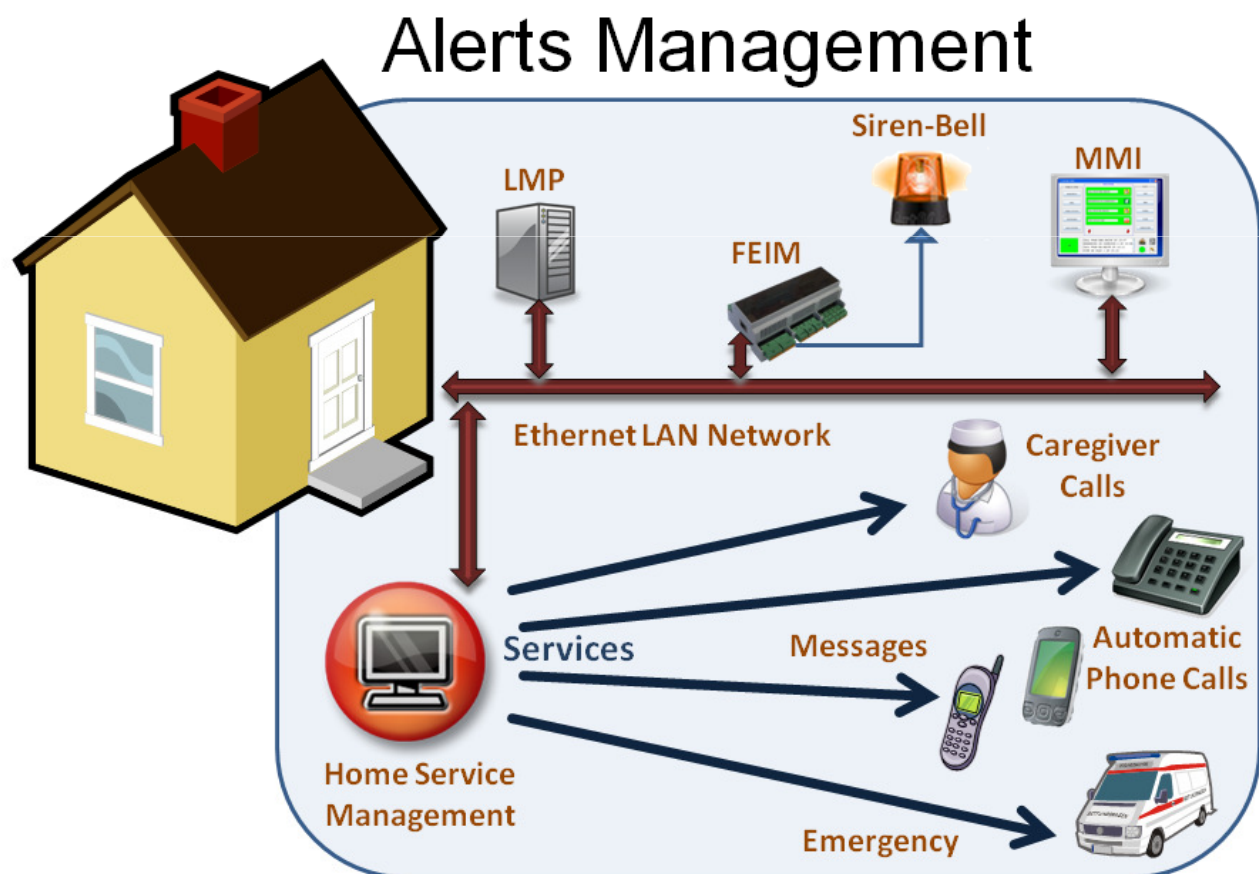 Alerts Management
Siren-Bell
LMP
MMI
FEIM
Ethernet LAN Network
Caregiver
Calls
Services
Messages
Automatic
Phone Calls
Home Service
Management
Emergency